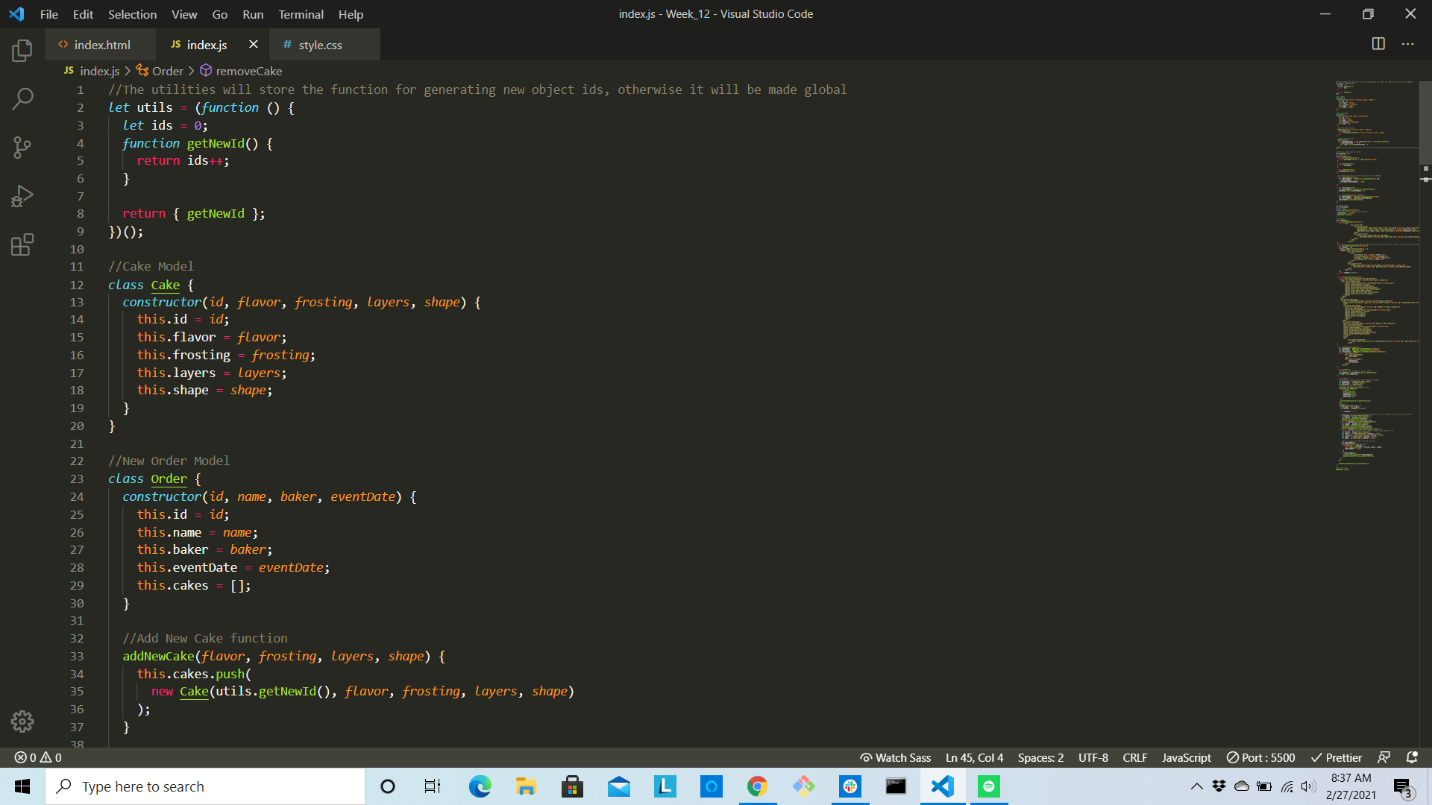 File Edit Selection View Go Run Terminal Help
index.js - Week_12 - Visual Studio Code
index.html
JS index.js
# style.css
JS index.js > Order > removeCake
1 //The utilities will store the function for generating new object ids, otherwise it will be made global
2 let utils = (function () {
3 let ids = 0;
4 function getNewId() {
5 return ids++;
6 }
7
8 return { getNewId };
9 })();
10
11 //Cake Model
12 class Cake {
13 constructor(id, flavor, frosting, layers, shape) {
14 this.id = id;
15 this.flavor = flavor;
16 this.frosting = frosting;
17 this.layers = layers;
18 this.shape = shape;
19 }
20 }
21
22 //New Order Model
23 class Order {
24 constructor(id, name, baker, eventDate) {
25 this.id = id;
26 this.name = name;
27 this.baker = baker;
28 this.eventDate = eventDate;
29 this.cakes = [];
30 }
31
32 //Add New Cake function
33 addNewCake(flavor, frosting, layers, shape) {
34 this.cakes.push(
35 new Cake(utils.getNewId(), flavor, frosting, layers, shape)
36 );
37 }
38
0 0 Watch Sass Ln 45, Col 4 Spaces: 2 UTF-8 CRLF JavaScript Port : 5500 Prettier
Type here to search
L
8:37 AM
2/27/2021
3